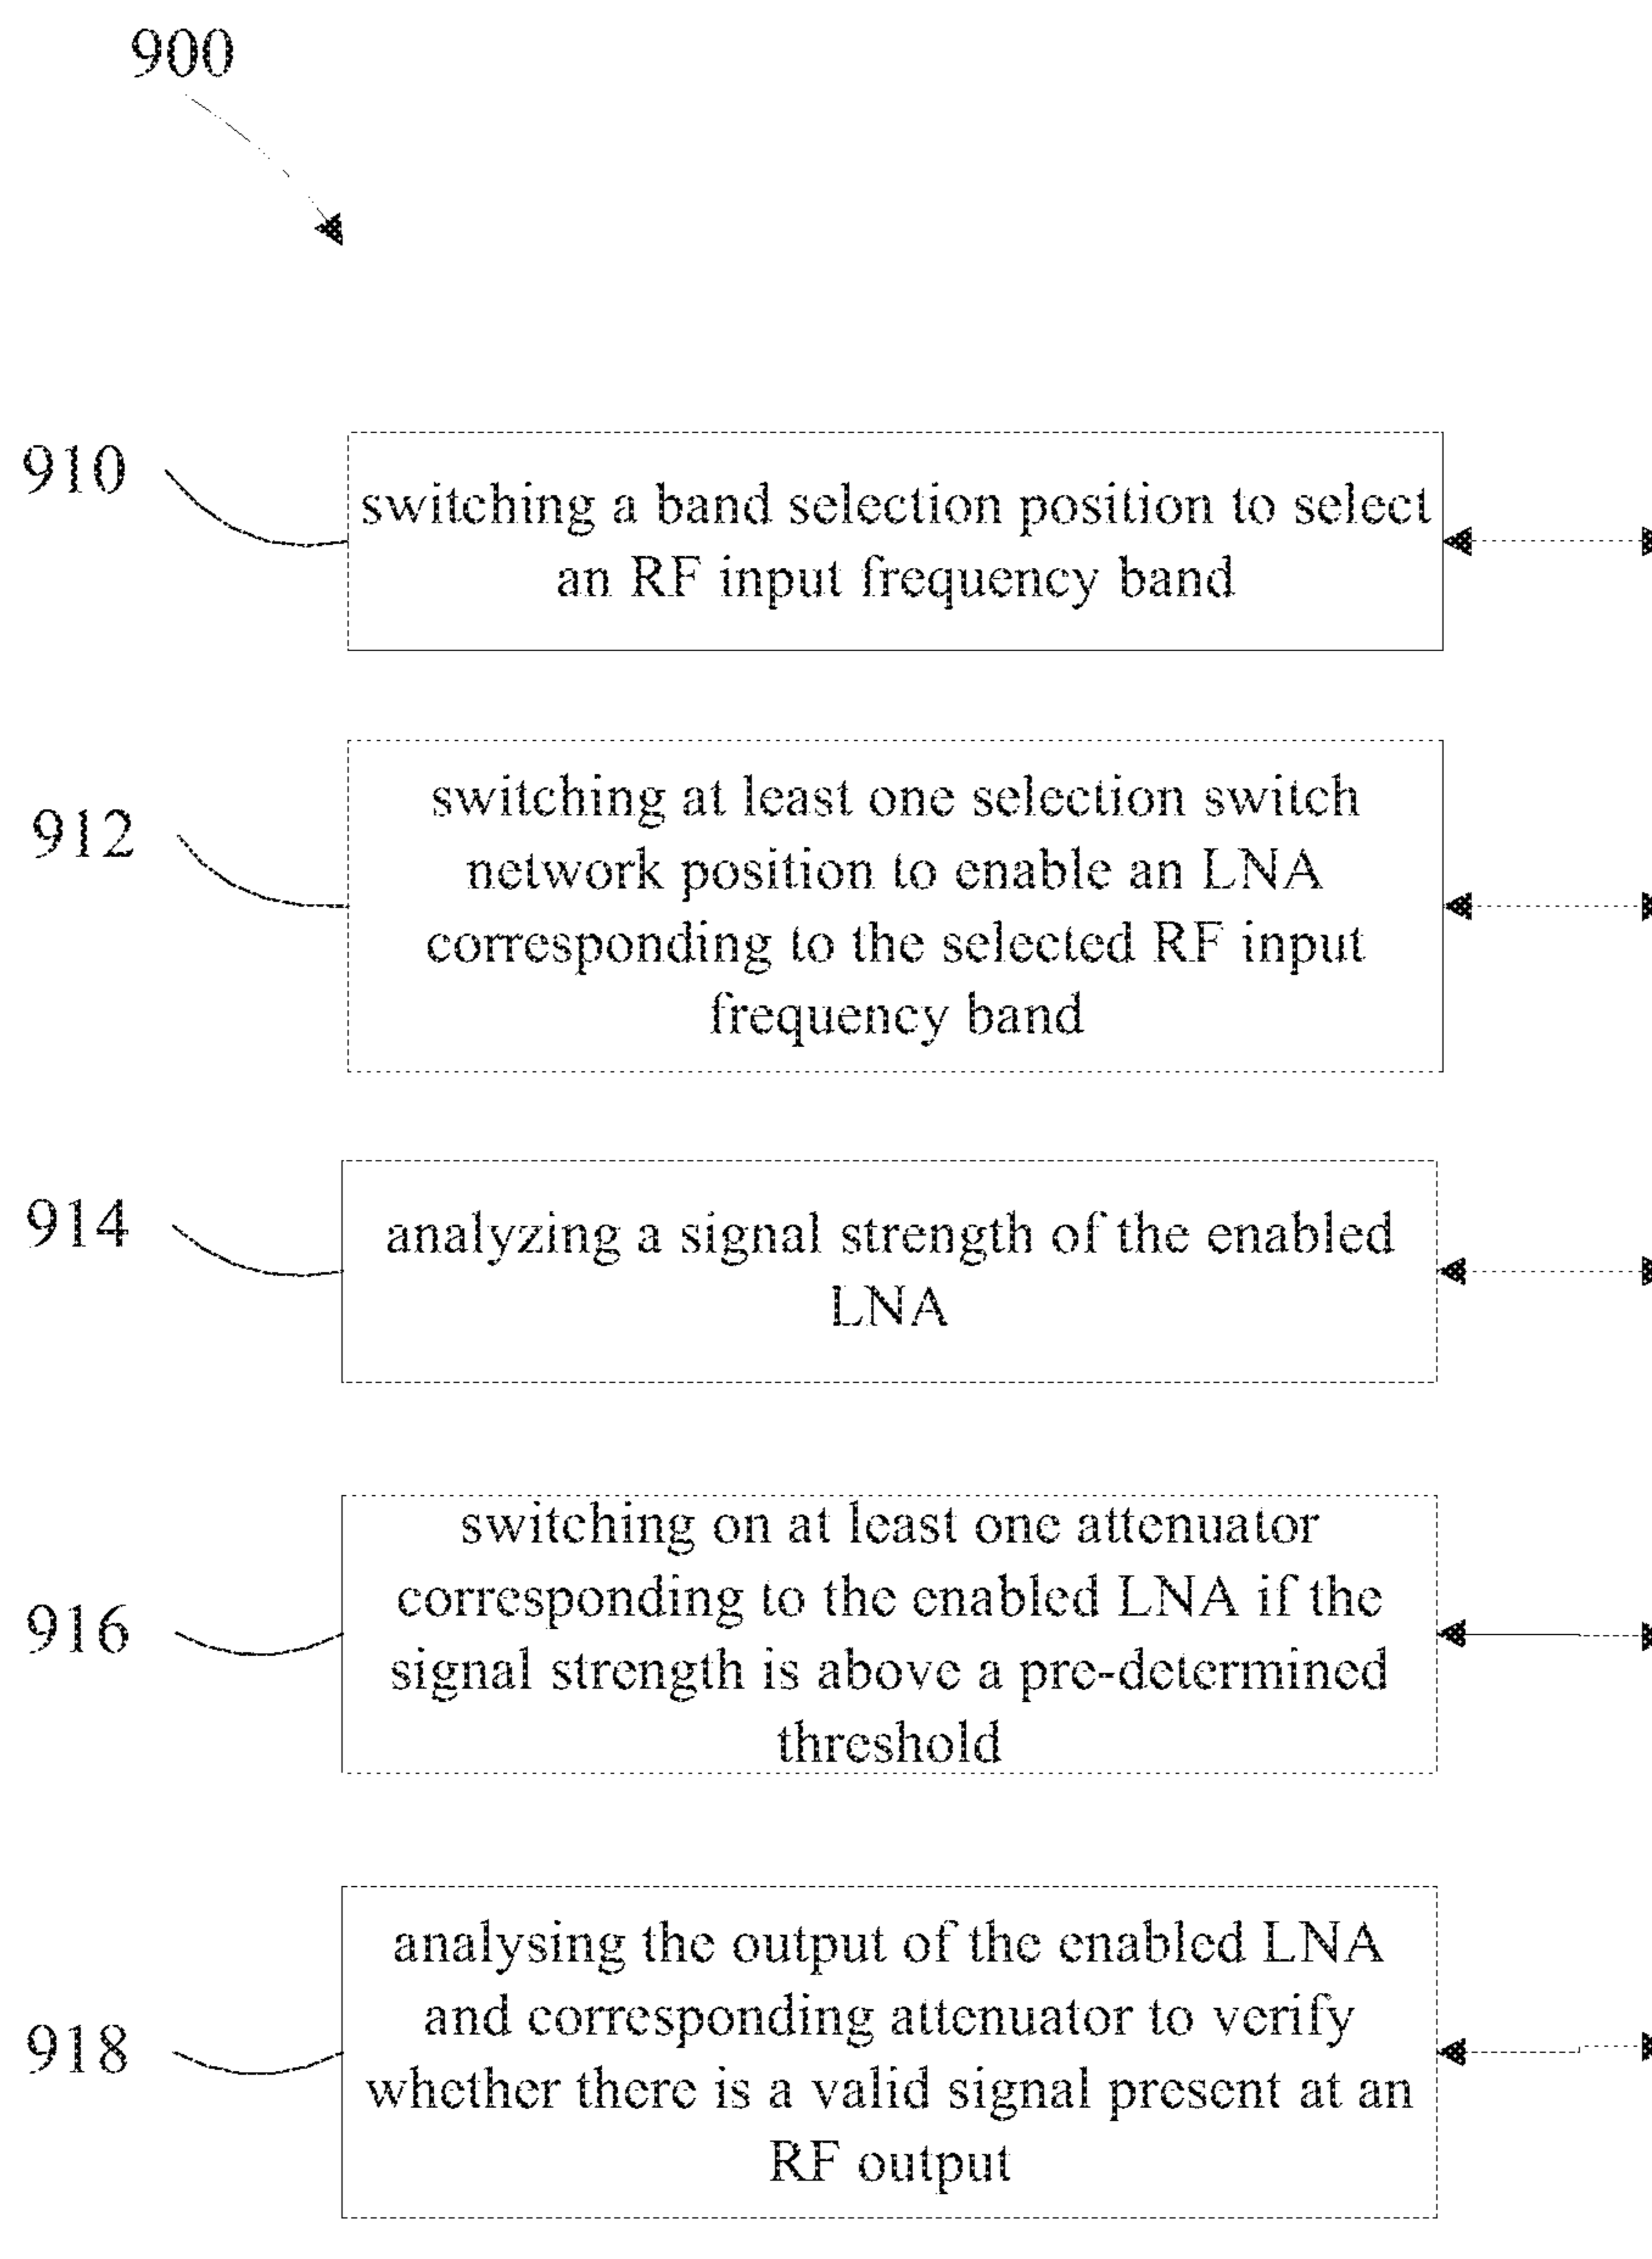 900
910
switching a band selection position to select
an RF input frequency band
912
switching at least one selection switch
network position to enable an LNA
corresponding to the selected RF input
frequency band
914
analyzing a signal strength of the enabled
LNA
916
switching on at least one attenuator
corresponding to the enabled LNA if the
signal strength is above a pre-determined
threshold
918
analysing the output of the enabled LNA
and corresponding attenuator to verify
whether there is a valid signal present at an
RF output